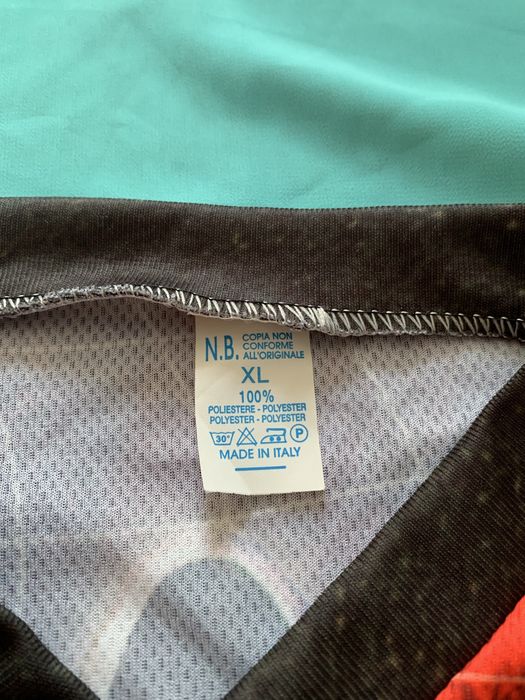 N.B. COPIA NON
CONFORME
ALL'ORIGINALE
XL
100%
POLIESTERE - POLYESTER
POLYESTER - POLYESTER
30° P
MADE IN ITALY